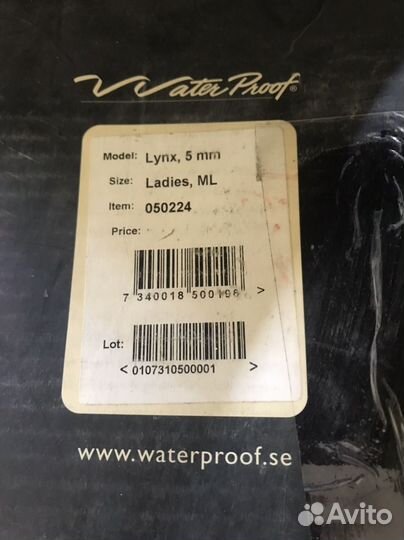 WaterProof®
Model: Lynx, 5 mm
Size: Ladies, ML
Item: 050224
Price:
7 340018 500198 >
Lot:
< 0107310500001 >
www.waterproof.se
Avito